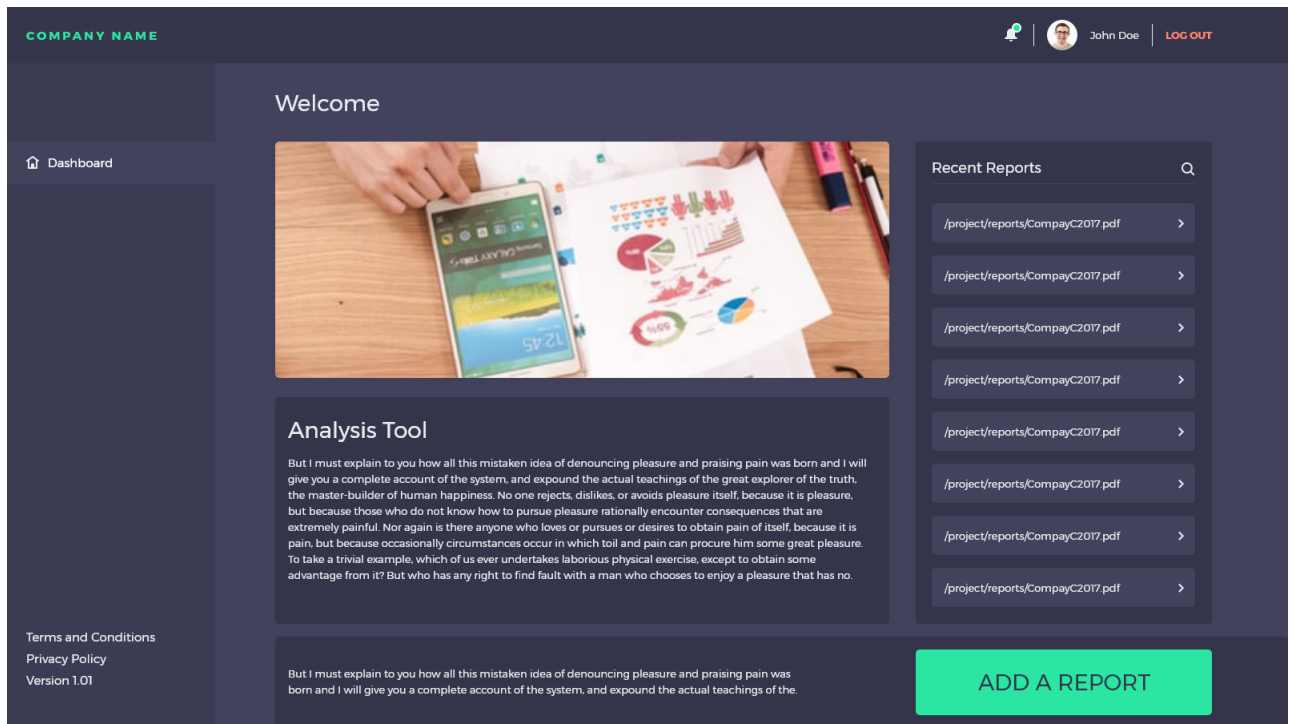 COMPANY NAME
John Doe
LOG OUT
Welcome
Dashboard
Samsung GALAXY Tab S
12:45
55%
Recent Reports
/project/reports/CompayC2017.pdf
/project/reports/CompayC2017.pdf
/project/reports/CompayC2017.pdf
/project/reports/CompayC2017.pdf
/project/reports/CompayC2017.pdf
/project/reports/CompayC2017.pdf
/project/reports/CompayC2017.pdf
/project/reports/CompayC2017.pdf
Analysis Tool
But I must explain to you how all this mistaken idea of denouncing pleasure and praising pain was born and I will
give you a complete account of the system, and expound the actual teachings of the great explorer of the truth,
the master-builder of human happiness. No one rejects, dislikes, or avoids pleasure itself, because it is pleasure,
but because those who do not know how to pursue pleasure rationally encounter consequences that are
extremely painful. Nor again is there anyone who loves or pursues or desires to obtain pain of itself, because it is
pain, but because occasionally circumstances occur in which toil and pain can procure him some great pleasure.
To take a trivial example, which of us ever undertakes laborious physical exercise, except to obtain some
advantage from it? But who has any right to find fault with a man who chooses to enjoy a pleasure that has no.
Terms and Conditions
Privacy Policy
Version 1.01
But I must explain to you how all this mistaken idea of denouncing pleasure and praising pain was
born and I will give you a complete account of the system, and expound the actual teachings of the.
ADD A REPORT